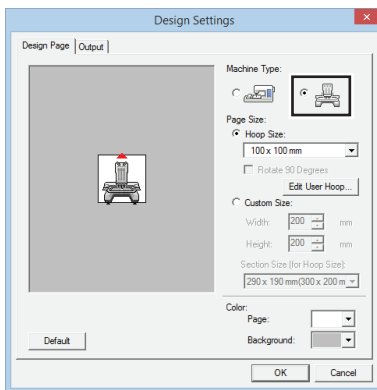 Design Settings
Design Page
Output
Machine Type:
Page Size:
Hoop Size:
100 x 100 mm
Rotate 90 Degrees
Edit User Hoop...
Custom Size:
Width: 200 mm
Height: 200 mm
Section Size (for Hoop Size):
290 x 190 mm(300 x 200 m
Color:
Page:
Background:
Default
OK
Cancel